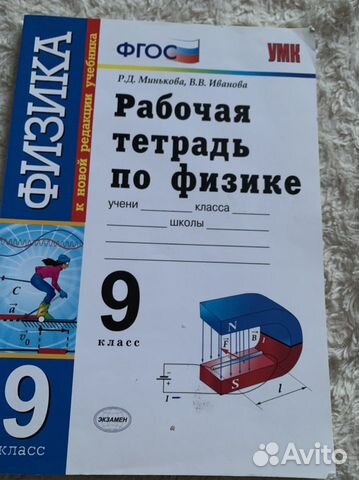 ФГОС
УМК
Р.Д. Минькова, В.В. Иванова
Рабочая
тетрадь
по физике
учени класса
школы
9
класс
ФИЗИКА
к новой редакции учебника
C
a
v₀
9
класс
N
B
F
I
S
l
+
−
I
ЭКЗАМЕН
Avito